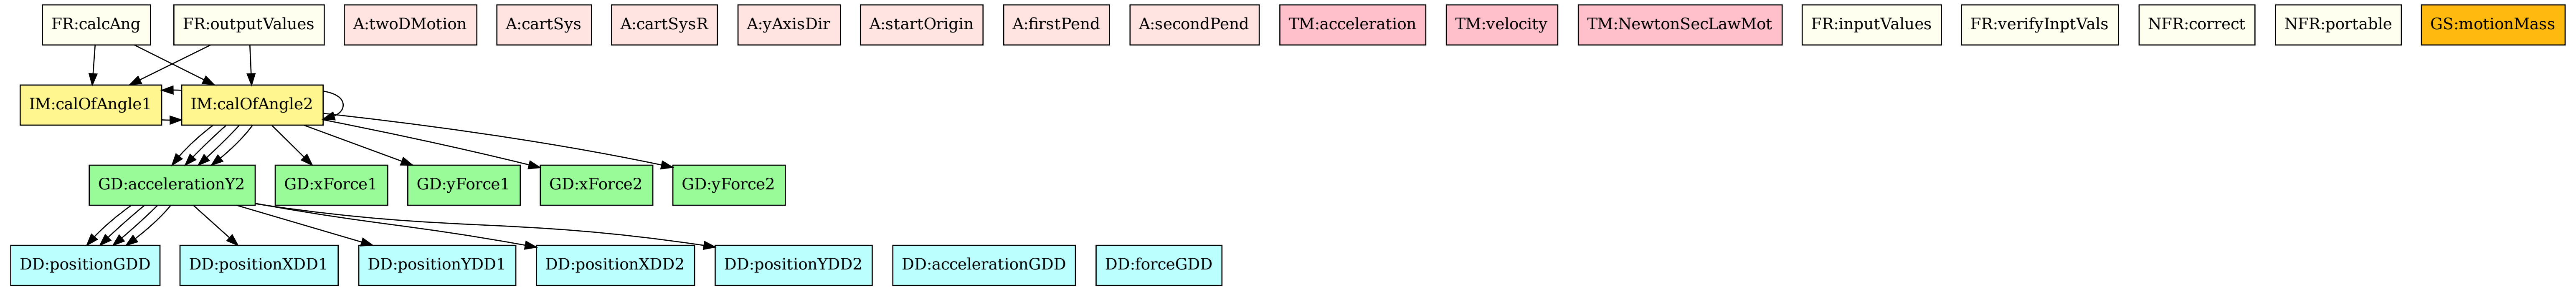 FR:calcAng
FR:outputValues
A:twoDMotion
A:cartSys
A:cartSysR
A:yAxisDir
A:startOrigin
A:firstPend
A:secondPend
TM:acceleration
TM:velocity
TM:NewtonSecLawMot
FR:inputValues
FR:verifyInptVals
NFR:correct
NFR:portable
GS:motionMass
IM:calOfAngle1
IM:calOfAngle2
GD:accelerationY2
GD:xForce1
GD:yForce1
GD:xForce2
GD:yForce2
DD:positionGDD
DD:positionXDD1
DD:positionYDD1
DD:positionXDD2
DD:positionYDD2
DD:accelerationGDD
DD:forceGDD